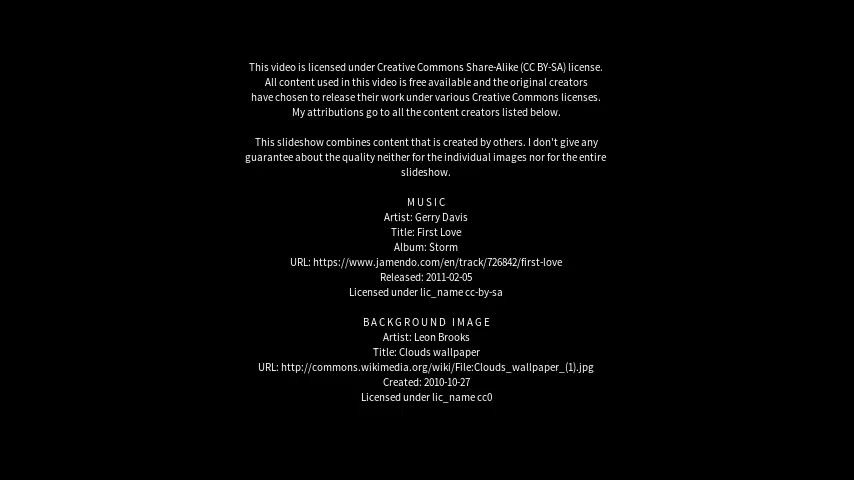 This video is licensed under Creative Commons Share-Alike (CC BY-SA) license.
All content used in this video is free available and the original creators
have chosen to release their work under various Creative Commons licenses.
My attributions go to all the content creators listed below.
This slideshow combines content that is created by others. I don't give any
guarantee about the quality neither for the individual images nor for the entire
slideshow.
MUSIC
Artist: Gerry Davis
Title: First Love
Album: Storm
URL: https://www.jamendo.com/en/track/726842/first-love
Released: 2011-02-05
Licensed under lic_name cc-by-sa
BACKGROUND IMAGE
Artist: Leon Brooks
Title: Clouds wallpaper
URL: http://commons.wikimedia.org/wiki/File:Clouds_wallpaper_(1).jpg
Created: 2010-10-27
Licensed under lic_name cc0